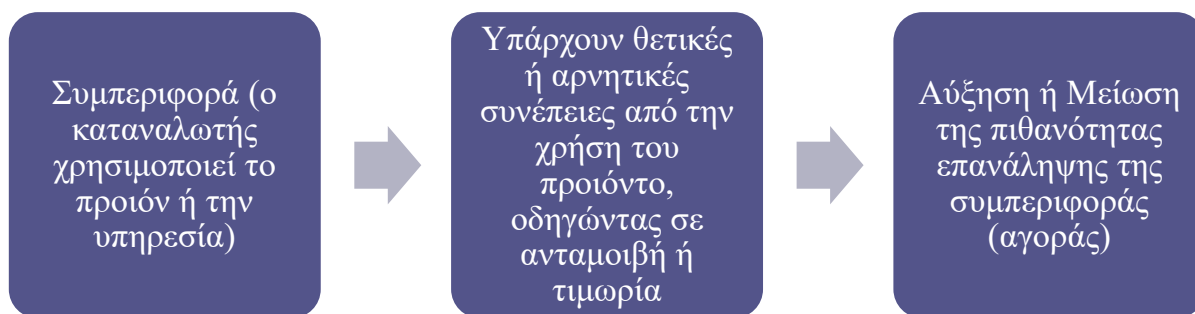 Συμπεριφορά (ο
καταναλωτής
χρησιμοποιεί το
προιόν ή την
υπηρεσία)
Υπάρχουν θετικές
ή αρνητικές
συνέπειες από την
χρήση του
προιόντο,
οδηγώντας σε
ανταμοιβή ή
τιμωρία
Αύξηση ή Μείωση
της πιθανότητας
επανάληψης της
συμπεριφοράς
(αγοράς)